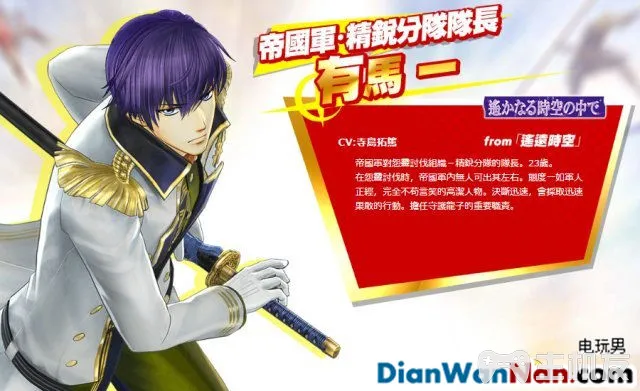 帝國軍·精銳分隊隊長
有馬 一
遙かなる時空の中で
CV:寺島拓篤
from「遙遠時空」
帝國軍對怨靈討伐組織－精銳分隊的隊長。23歲。
在怨靈討伐時，帝國軍內無人可出其左右。態度一如軍人
正經，完全不苟言笑的高潔人物。決斷迅速，會採取迅速
果敢的行動。擔任守護龍子的重要職責。
电玩男
DianWanNan.com